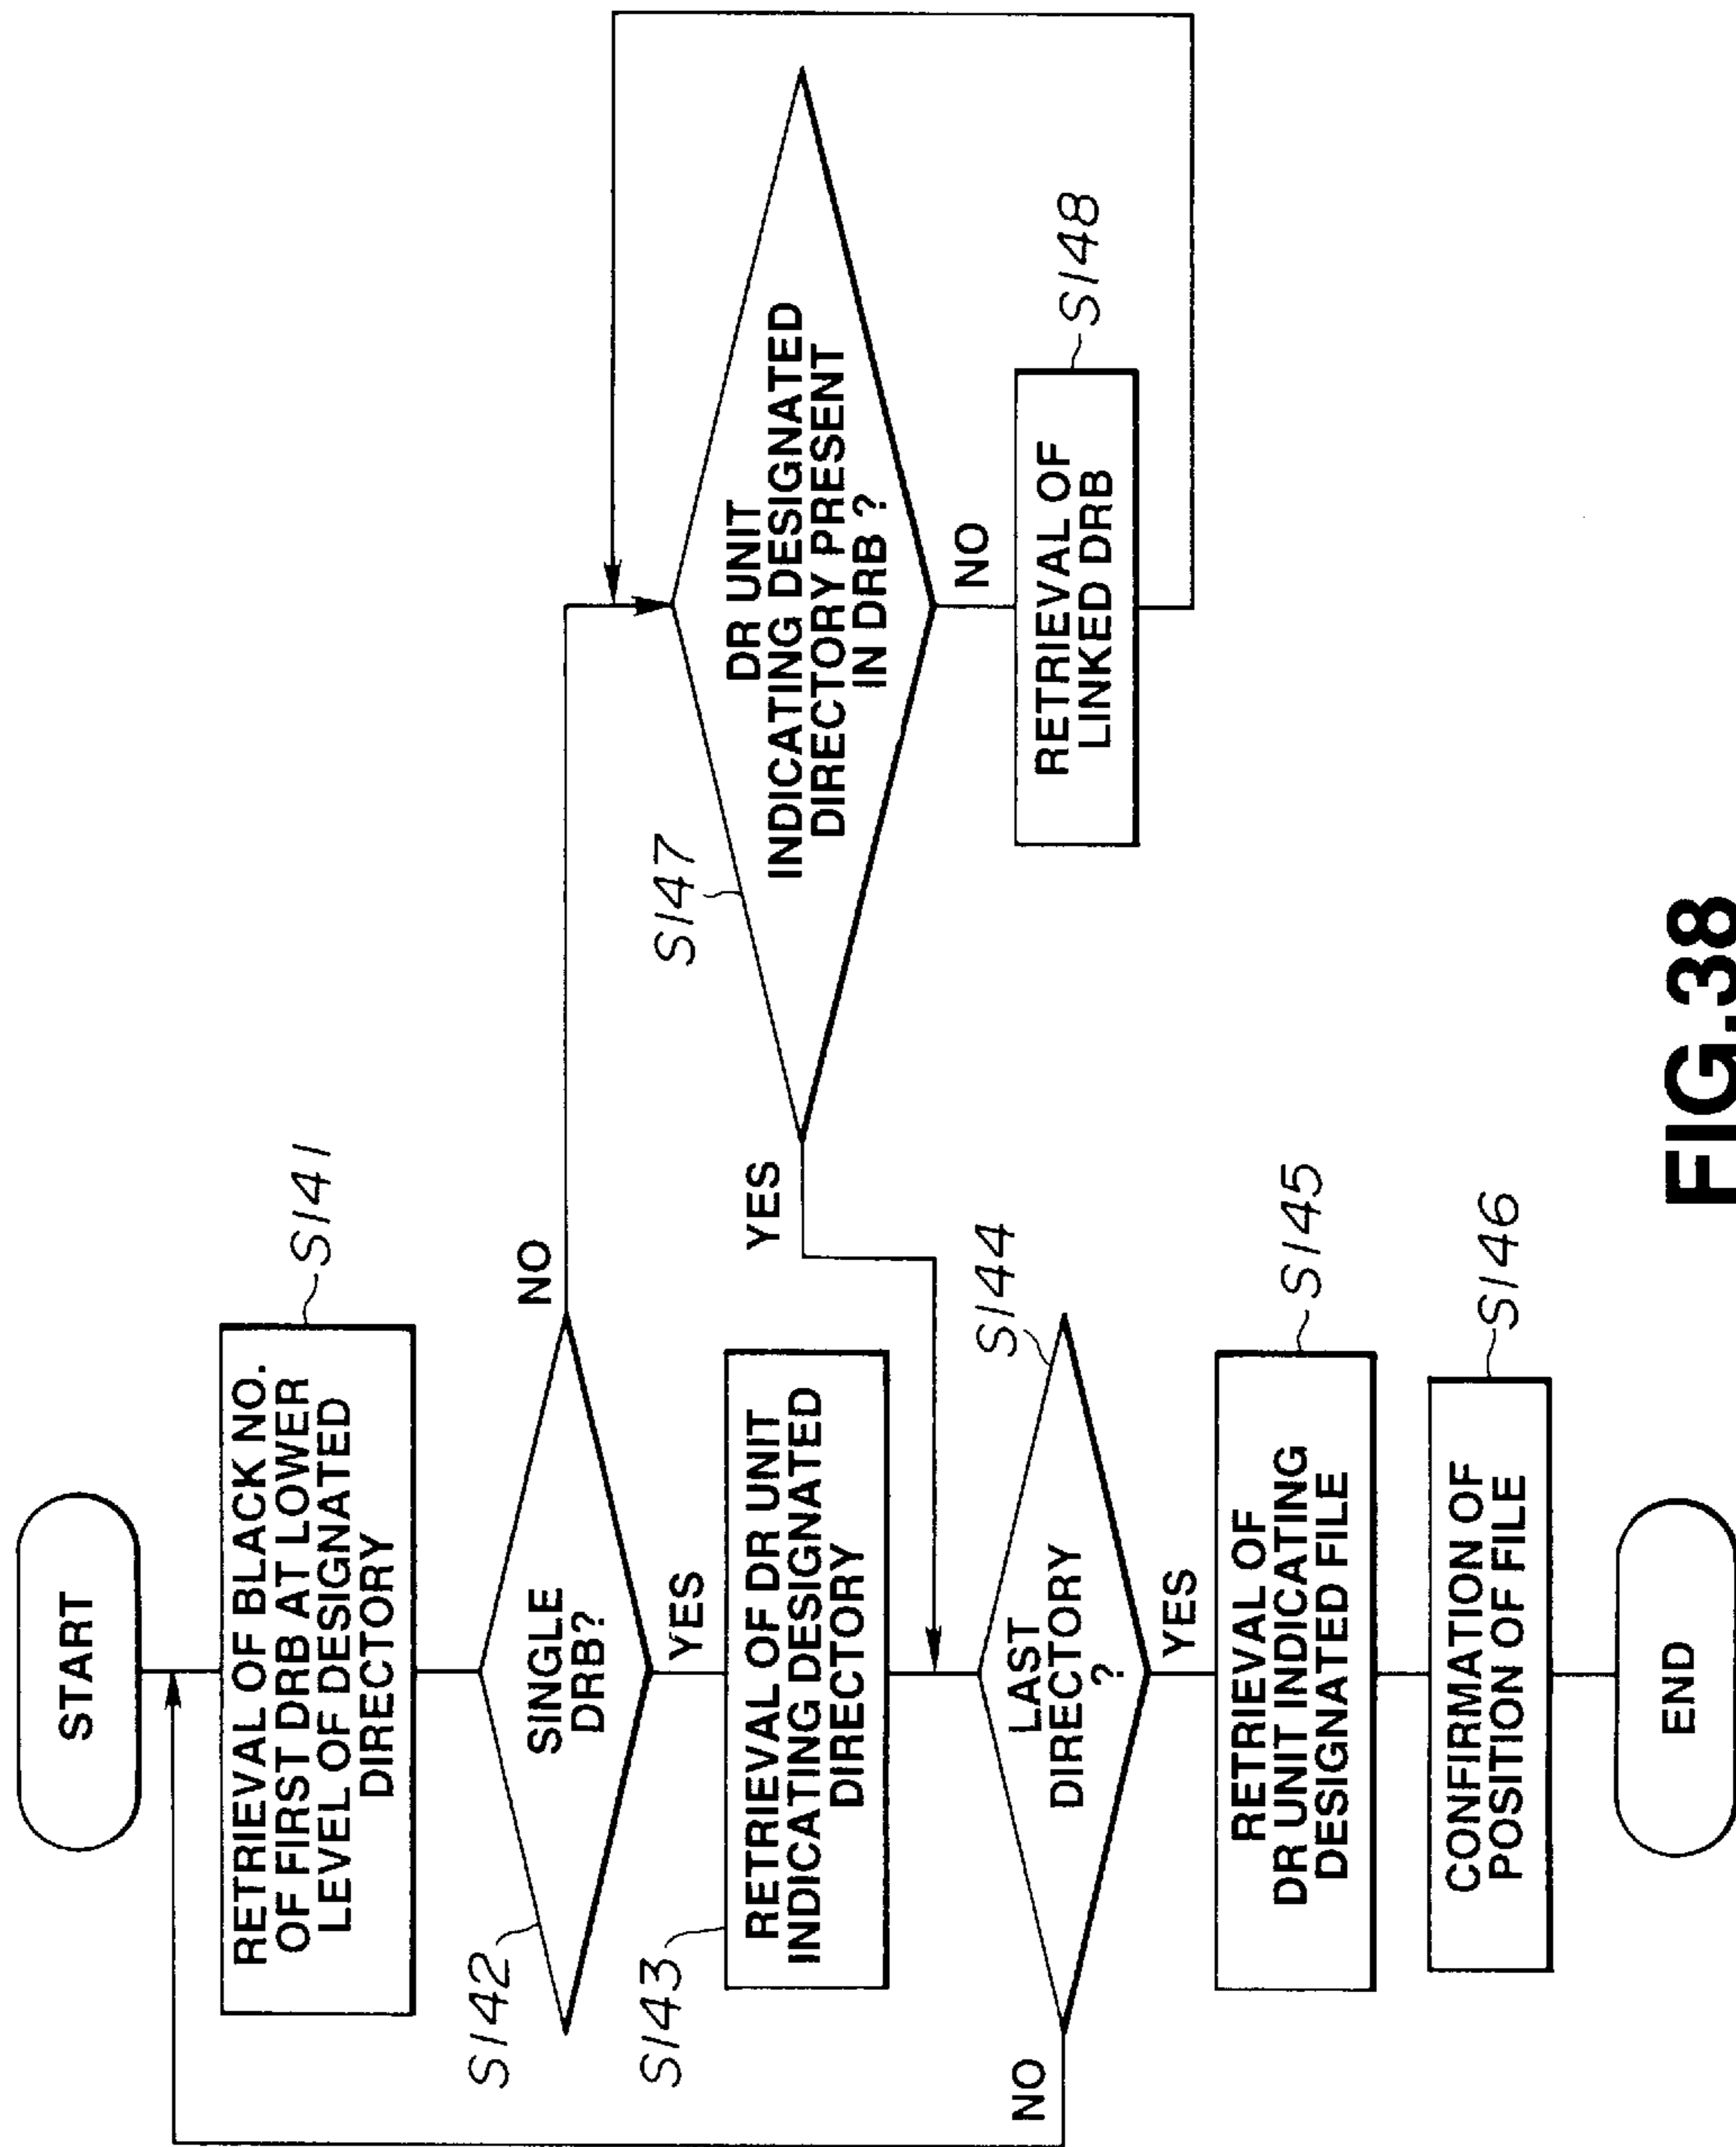 START
RETRIEVAL OF BLACK NO.
OF FIRST DRB AT LOWER
LEVEL OF DESIGNATED
DIRECTORY
S141
SINGLE
DRB?
S142
NO
YES
RETRIEVAL OF DR UNIT
INDICATING DESIGNATED
DIRECTORY
S143
LAST
DIRECTORY
?
S144
NO
YES
RETRIEVAL OF
DR UNIT INDICATING
DESIGNATED FILE
S145
CONFIRMATION OF
POSITION OF FILE
S146
END
DR UNIT
INDICATING DESIGNATED
DIRECTORY PRESENT
IN DRB ?
S147
YES
NO
RETRIEVAL OF
LINKED DRB
S148
FIG.38